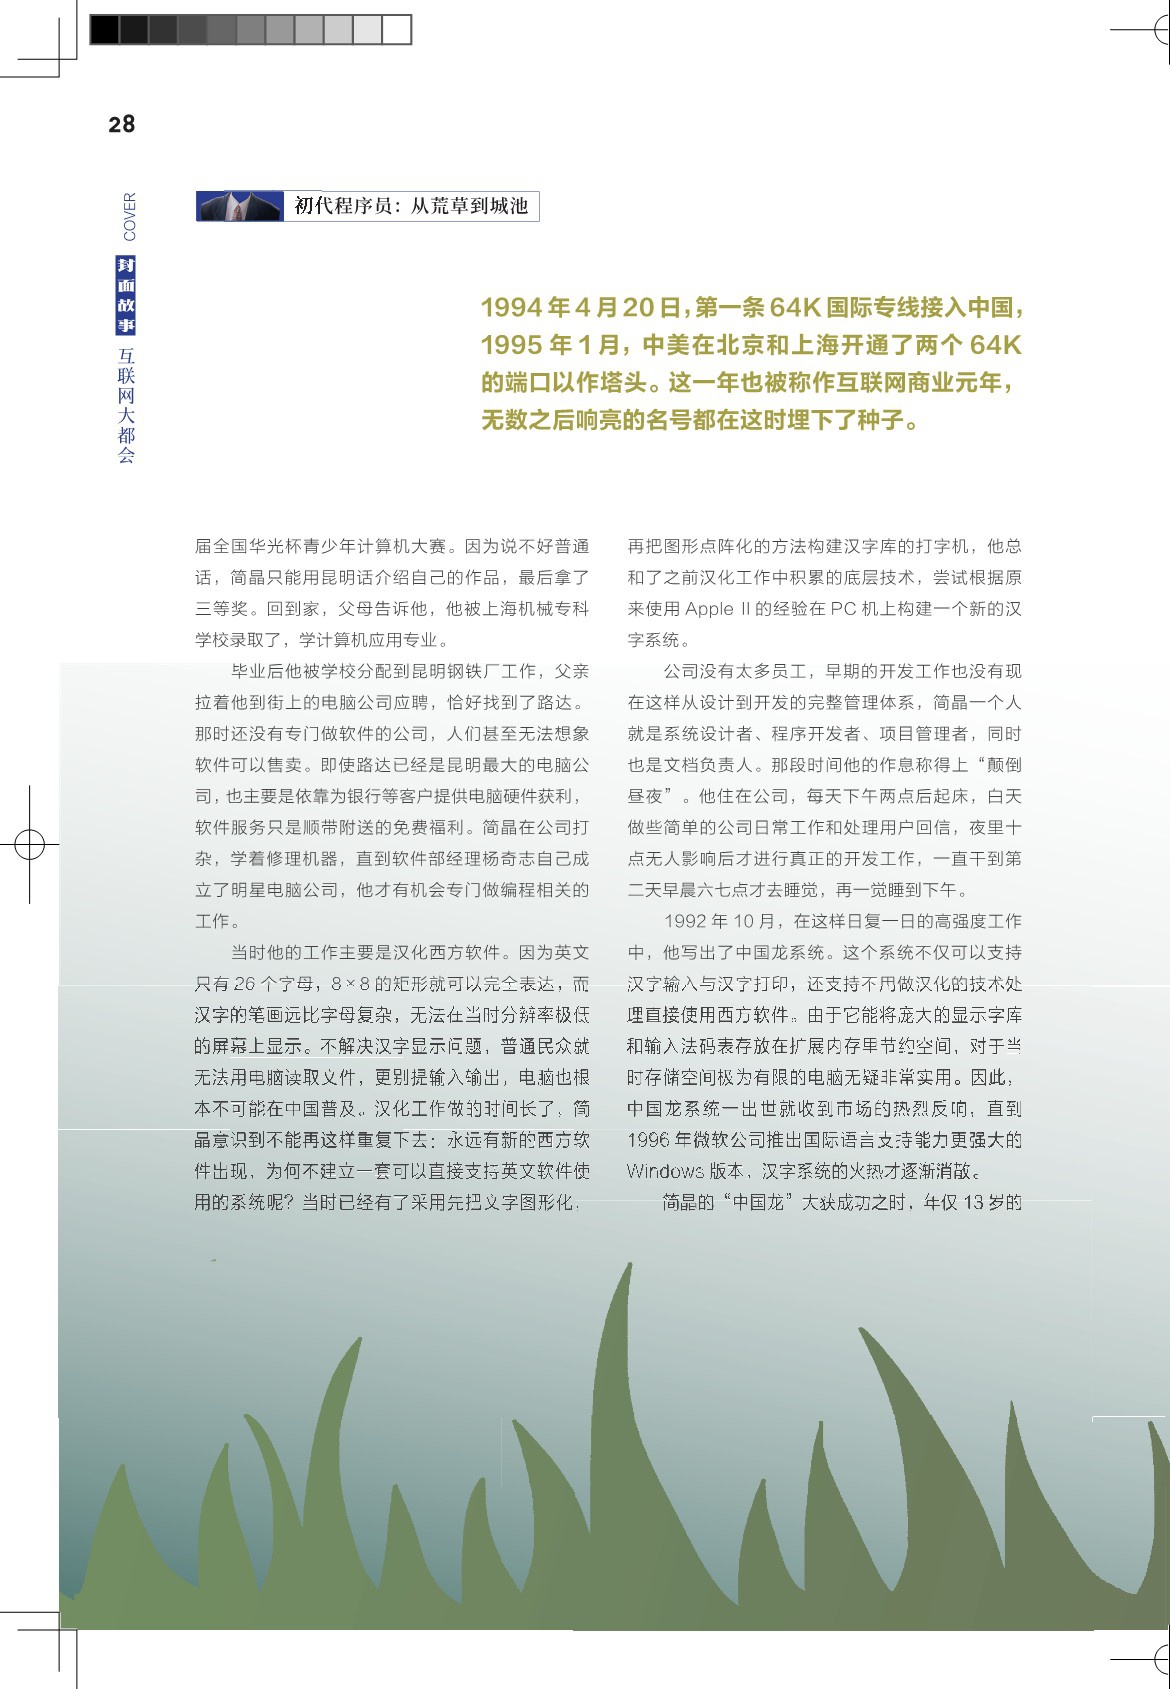 28
COVER
封面故事
互联网大都会
初代程序员：从荒草到城池
1994 年 4 月 20 日，第一条 64K 国际专线接入中国，
1995 年 1 月，中美在北京和上海开通了两个 64K
的端口以作塔头。这一年也被称作互联网商业元年，
无数之后响亮的名号都在这时埋下了种子。
届全国华光杯青少年计算机大赛。因为说不好普通
话，简晶只能用昆明话介绍自己的作品，最后拿了
三等奖。回到家，父母告诉他，他被上海机械专科
学校录取了，学计算机应用专业。
毕业后他被学校分配到昆明钢铁厂工作，父亲
拉着他到街上的电脑公司应聘，恰好找到了路达。
那时还没有专门做软件的公司，人们甚至无法想象
软件可以售卖。即使路达已经是昆明最大的电脑公
司，也主要是依靠为银行等客户提供电脑硬件获利，
软件服务只是顺带附送的免费福利。简晶在公司打
杂，学着修理机器，直到软件部经理杨奇志自己成
立了明星电脑公司，他才有机会专门做编程相关的
工作。
当时他的工作主要是汉化西方软件。因为英文
只有 26 个字母，8×8 的矩形就可以完全表达，而
汉字的笔画远比字母复杂，无法在当时分辨率极低
的屏幕上显示。不解决汉字显示问题，普通民众就
无法用电脑读取文件，更别提输入输出，电脑也根
本不可能在中国普及。汉化工作做的时间长了，简
晶意识到不能再这样重复下去：永远有新的西方软
件出现，为何不建立一套可以直接支持英文软件使
用的系统呢？当时已经有了采用先把文字图形化，
再把图形点阵化的方法构建汉字库的打字机，他总
和了之前汉化工作中积累的底层技术，尝试根据原
来使用 Apple II 的经验在 PC 机上构建一个新的汉
字系统。
公司没有太多员工，早期的开发工作也没有现
在这样从设计到开发的完整管理体系，简晶一个人
就是系统设计者、程序开发者、项目管理者，同时
也是文档负责人。那段时间他的作息称得上“颠倒
昼夜”。他住在公司，每天下午两点后起床，白天
做些简单的公司日常工作和处理用户回信，夜里十
点无人影响后才进行真正的开发工作，一直干到第
二天早晨六七点才去睡觉，再一觉睡到下午。
1992 年 10 月，在这样日复一日的高强度工作
中，他写出了中国龙系统。这个系统不仅可以支持
汉字输入与汉字打印，还支持不用做汉化的技术处
理直接使用西方软件。由于它能将庞大的显示字库
和输入法码表存放在扩展内存里节约空间，对于当
时存储空间极为有限的电脑无疑非常实用。因此，
中国龙系统一出世就收到市场的热烈反响，直到
1996 年微软公司推出国际语言支持能力更强大的
Windows 版本，汉字系统的火热才逐渐消散。
简晶的“中国龙”大获成功之时，年仅 13 岁的